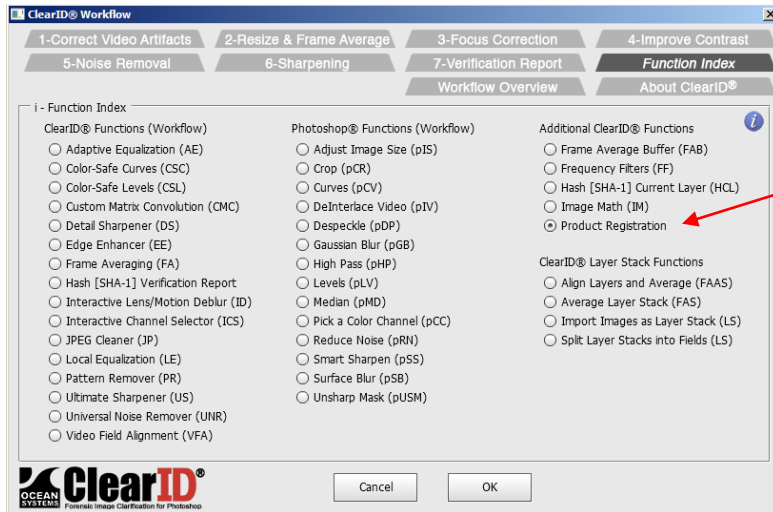 ClearID® Workflow
1-Correct Video Artifacts
2-Resize & Frame Average
3-Focus Correction
4-Improve Contrast
5-Noise Removal
6-Sharpening
7-Verification Report
Function Index
Workflow Overview
About ClearID®
i - Function Index
ClearID® Functions (Workflow)
Adaptive Equalization (AE)
Color-Safe Curves (CSC)
Color-Safe Levels (CSL)
Custom Matrix Convolution (CMC)
Detail Sharpener (DS)
Edge Enhancer (EE)
Frame Averaging (FA)
Hash [SHA-1] Verification Report
Interactive Lens/Motion Deblur (ID)
Interactive Channel Selector (ICS)
JPEG Cleaner (JP)
Local Equalization (LE)
Pattern Remover (PR)
Ultimate Sharpener (US)
Universal Noise Remover (UNR)
Video Field Alignment (VFA)
Photoshop® Functions (Workflow)
Adjust Image Size (pIS)
Crop (pCR)
Curves (pCV)
DeInterlace Video (pIV)
Despeckle (pDP)
Gaussian Blur (pGB)
High Pass (pHP)
Levels (pLV)
Median (pMD)
Pick a Color Channel (pCC)
Reduce Noise (pRN)
Smart Sharpen (pSS)
Surface Blur (pSB)
Unsharp Mask (pUSM)
Additional ClearID® Functions
i
Frame Average Buffer (FAB)
Frequency Filters (FF)
Hash [SHA-1] Current Layer (HCL)
Image Math (IM)
Product Registration
ClearID® Layer Stack Functions
Align Layers and Average (FAAS)
Average Layer Stack (FAS)
Import Images as Layer Stack (LS)
Split Layer Stacks into Fields (LS)
OCEAN
SYSTEMS
ClearID®
Forensic Image Clarification for Photoshop
Cancel
OK